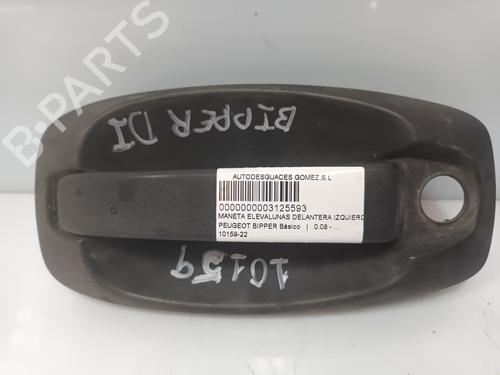 B-PARTS
BIPPER DI
AUTODESGUACES GOMEZ,S.L
0000000003125593
MANETA ELEVALUNAS DELANTERA IZQUIERD
PEUGEOT BIPPER Básico | 0.08 - ...
10159-22
10159